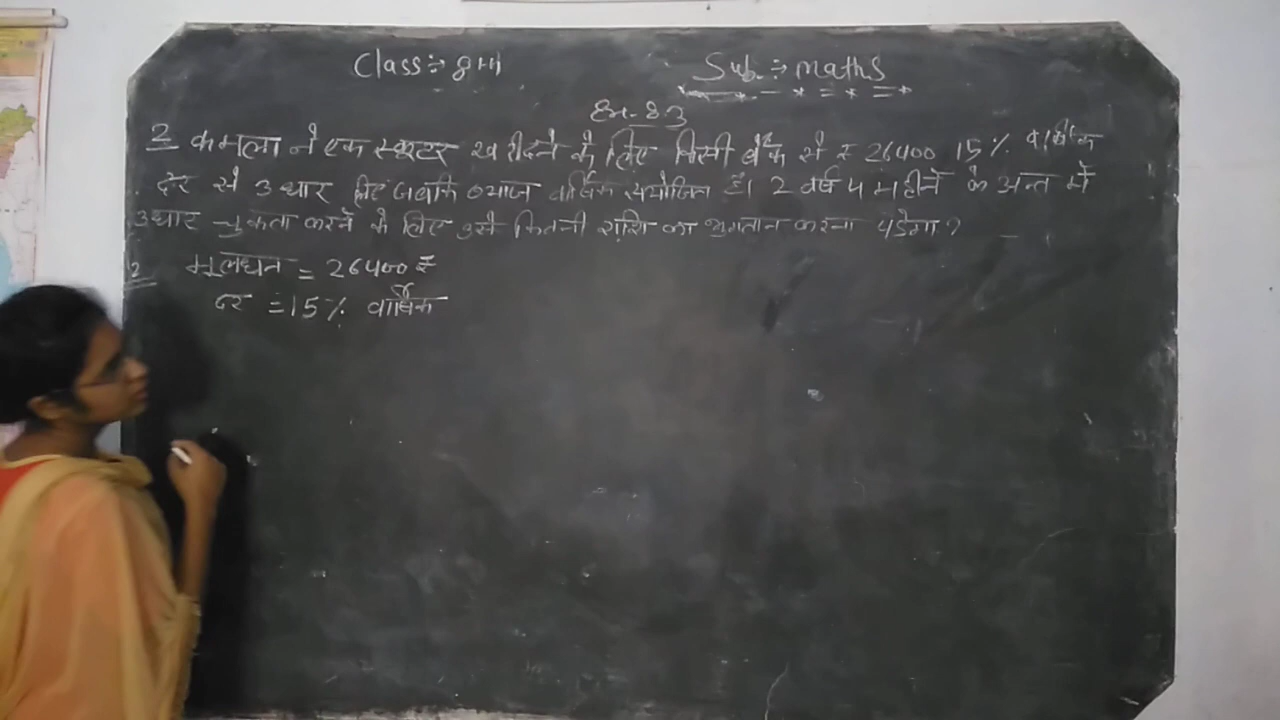 Class:- 8th
Sub. :- maths
Ex-8.3
2 कमला ने एक स्कूटर खरीदने के लिए किसी बैंक से ₹ 26400 15% वार्षिक
दर से उधार लिए जबकि ब्याज वार्षिक संयोजित है। 2 वर्ष 4 महीने के अन्त में
उधार चुकता करने के लिए उसे कितनी राशि का भुगतान करना पडेगा?
2 मूलधन = 26400 ₹
दर = 15% वार्षिक